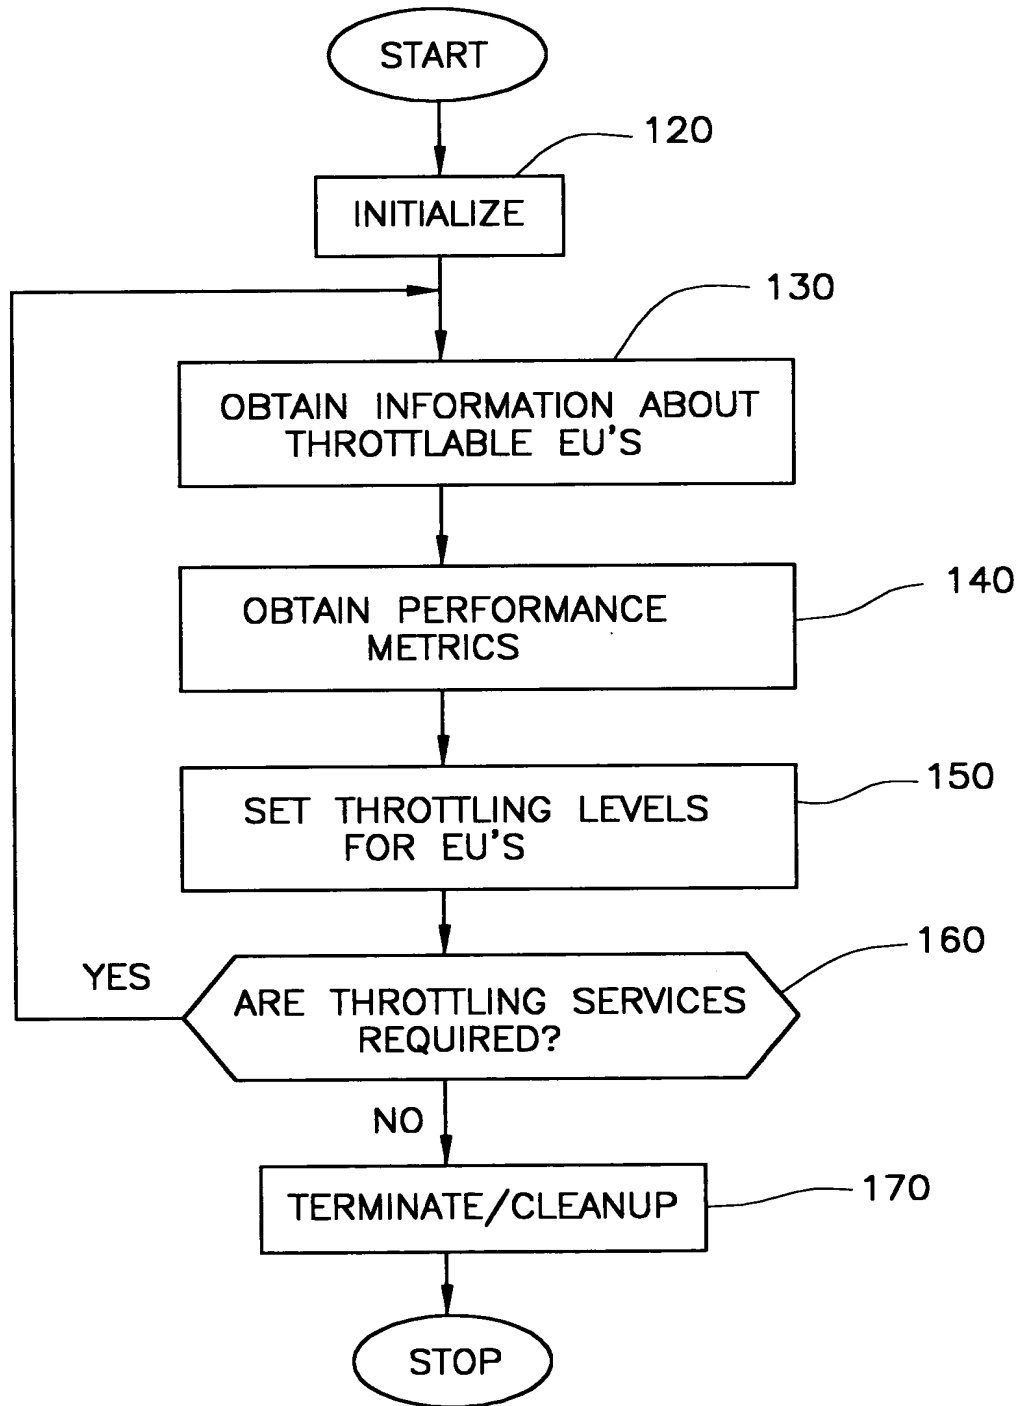 START
120
INITIALIZE
130
OBTAIN INFORMATION ABOUT
THROTTLABLE EU'S
140
OBTAIN PERFORMANCE
METRICS
150
SET THROTTLING LEVELS
FOR EU'S
160
YES
ARE THROTTLING SERVICES
REQUIRED?
NO
170
TERMINATE/CLEANUP
STOP